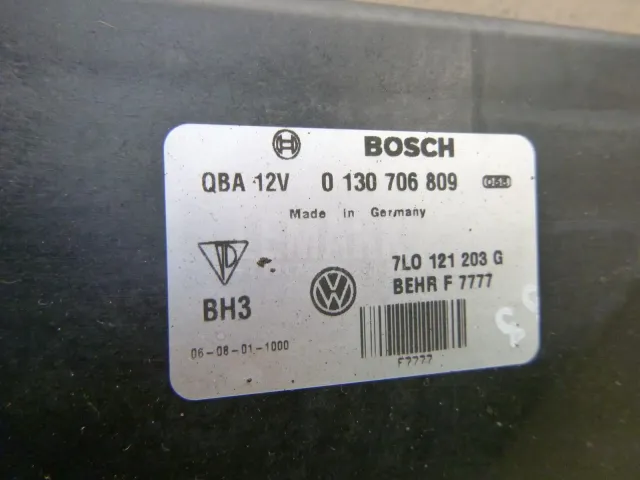 BOSCH
QBA 12V 0 130 706 809
Made in Germany
7L0 121 203 G
BEHR F 7777
BH3
06-08-01-1000
F7777